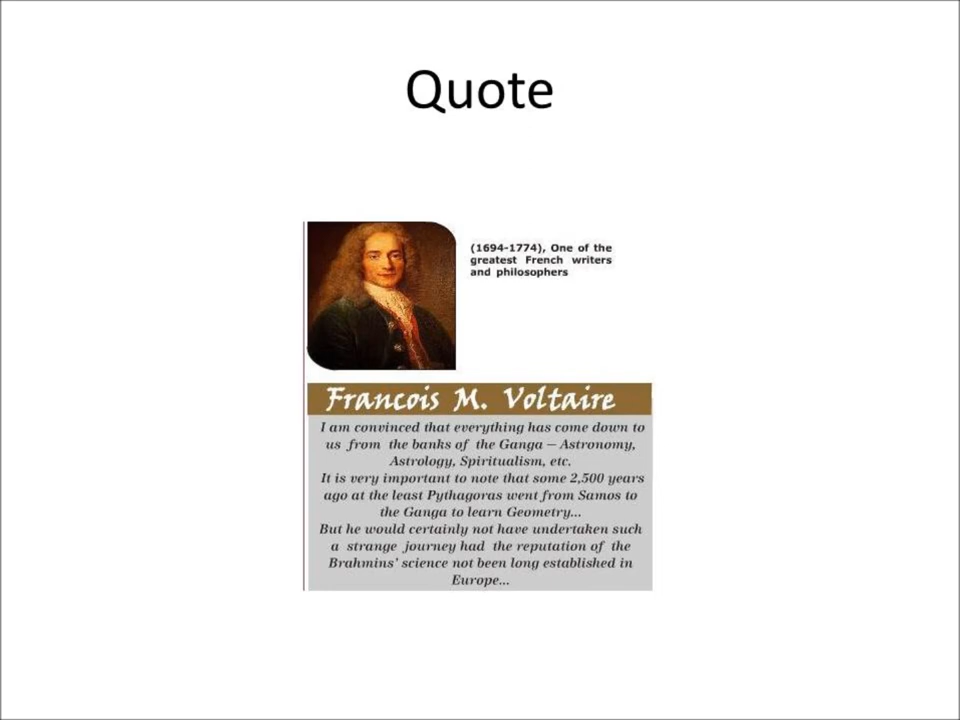 Quote
(1694-1774), One of the
greatest French writers
and philosophers
Francois M. Voltaire
I am convinced that everything has come down to
us from the banks of the Ganga – Astronomy,
Astrology, Spiritualism, etc.
It is very important to note that some 2,500 years
ago at the least Pythagoras went from Samos to
the Ganga to learn Geometry...
But he would certainly not have undertaken such
a strange journey had the reputation of the
Brahmins' science not been long established in
Europe...